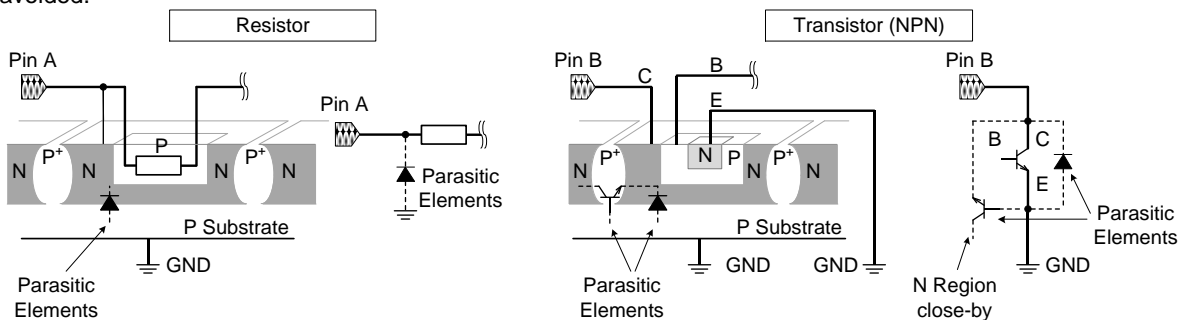 avoided.
Resistor
Transistor (NPN)
Pin A
Pin A
Pin B
C
B
E
Pin B
N
P+
N
P
N
P+
N
Parasitic
Elements
P Substrate
GND
Parasitic
Elements
N
P+
N
N
P
N
P+
N
P Substrate
GND
GND
Parasitic
Elements
B
C
E
Parasitic
Elements
GND
N Region
close-by